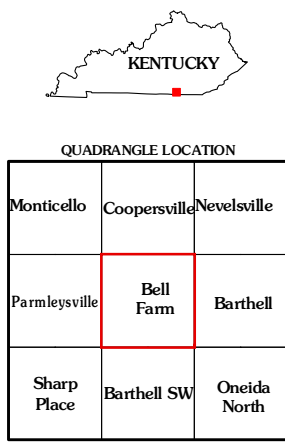 KENTUCKY
QUADRANGLE LOCATION
Monticello
Coopersville
Nevelsville
Parmleysville
Bell
Farm
Barthell
Sharp
Place
Barthell SW
Oneida
North